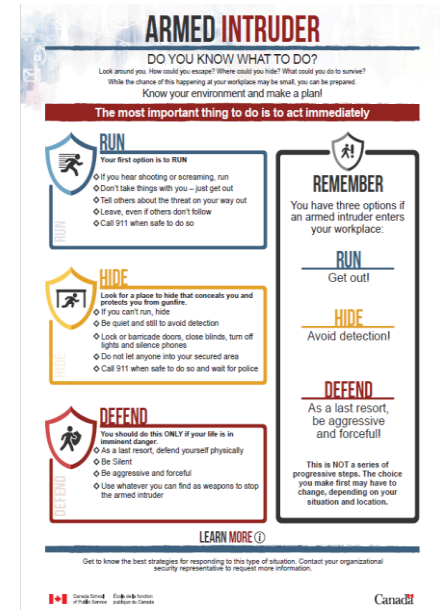 ARMED INTRUDER
DO YOU KNOW WHAT TO DO?
Look around you. How could you escape? Where could you hide? What could you do to survive?
While the chance of this happening at your workplace may be small, you can be prepared.
Know your environment and make a plan!
The most important thing to do is to act immediately
RUN
Your first option is to RUN
If you hear shooting or screaming, run
Don't take things with you – just get out
Tell others about the threat on your way out
Leave, even if others don't follow
Call 911 when safe to do so
RUN
HIDE
Look for a place to hide that conceals you and
protects you from gunfire.
If you can't run, hide
Be quiet and still to avoid detection
Lock or barricade doors, close blinds, turn off
lights and silence phones
Do not let anyone into your secured area
Call 911 when safe to do so and wait for police
HIDE
DEFEND
You should do this ONLY if your life is in
imminent danger.
As a last resort, defend yourself physically
Be Silent
Be aggressive and forceful
Use whatever you can find as weapons to stop
the armed intruder
DEFEND
REMEMBER
You have three options if
an armed intruder enters
your workplace:
RUN
Get out!
HIDE
Avoid detection!
DEFEND
As a last resort,
be aggressive
and forceful!
This is NOT a series of
progressive steps. The choice
you make first may have to
change, depending on your
situation and location.
LEARN MORE
Get to know the best strategies for responding to this type of situation. Contact your organizational
security representative to request more information.
Canada School
of Public Service
École de la fonction
publique du Canada
Canada